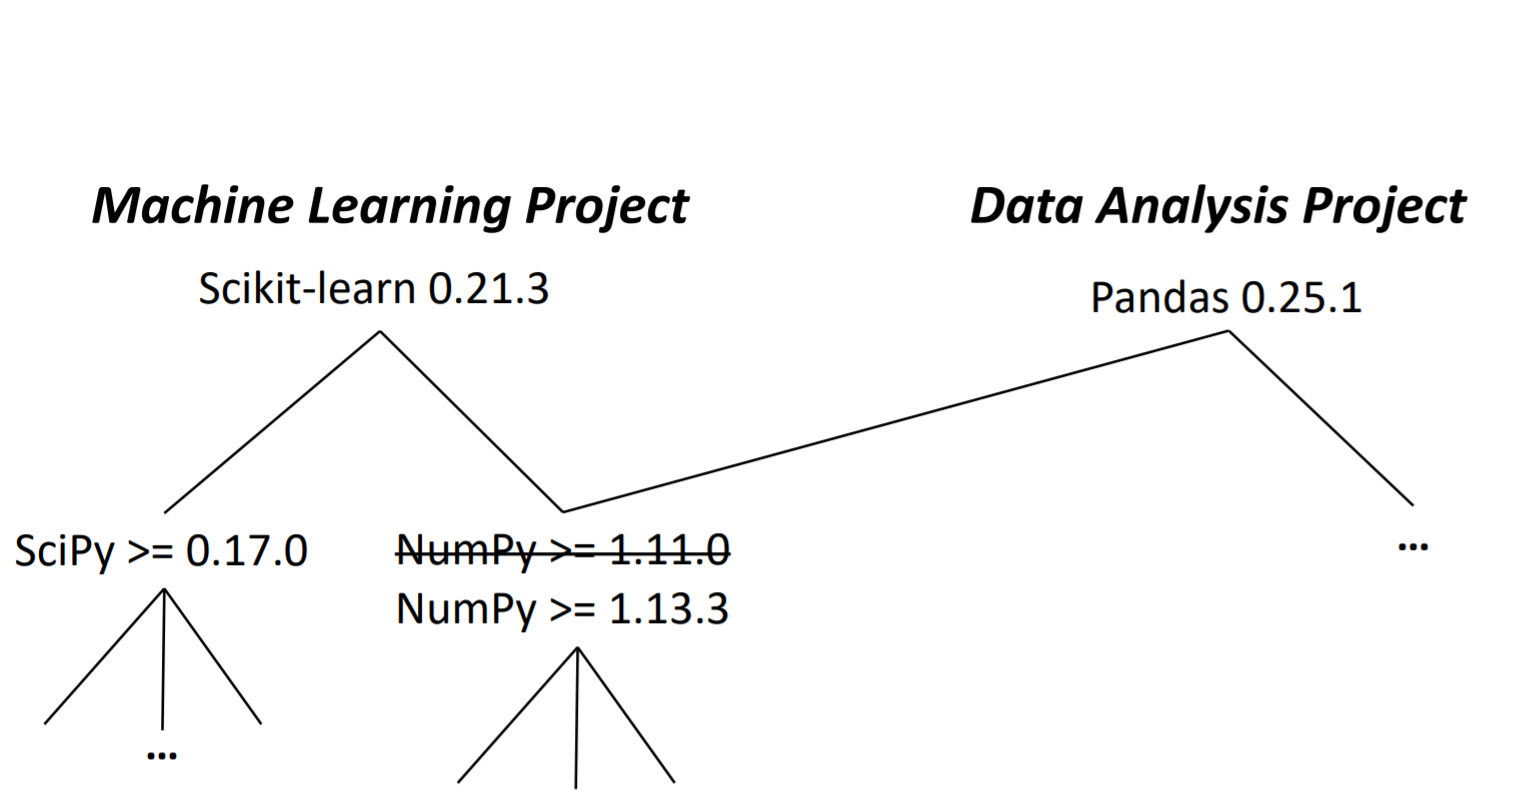 Machine Learning Project
Data Analysis Project
Scikit-learn 0.21.3
Pandas 0.25.1
SciPy >= 0.17.0
NumPy >= 1.11.0
...
NumPy >= 1.13.3
...